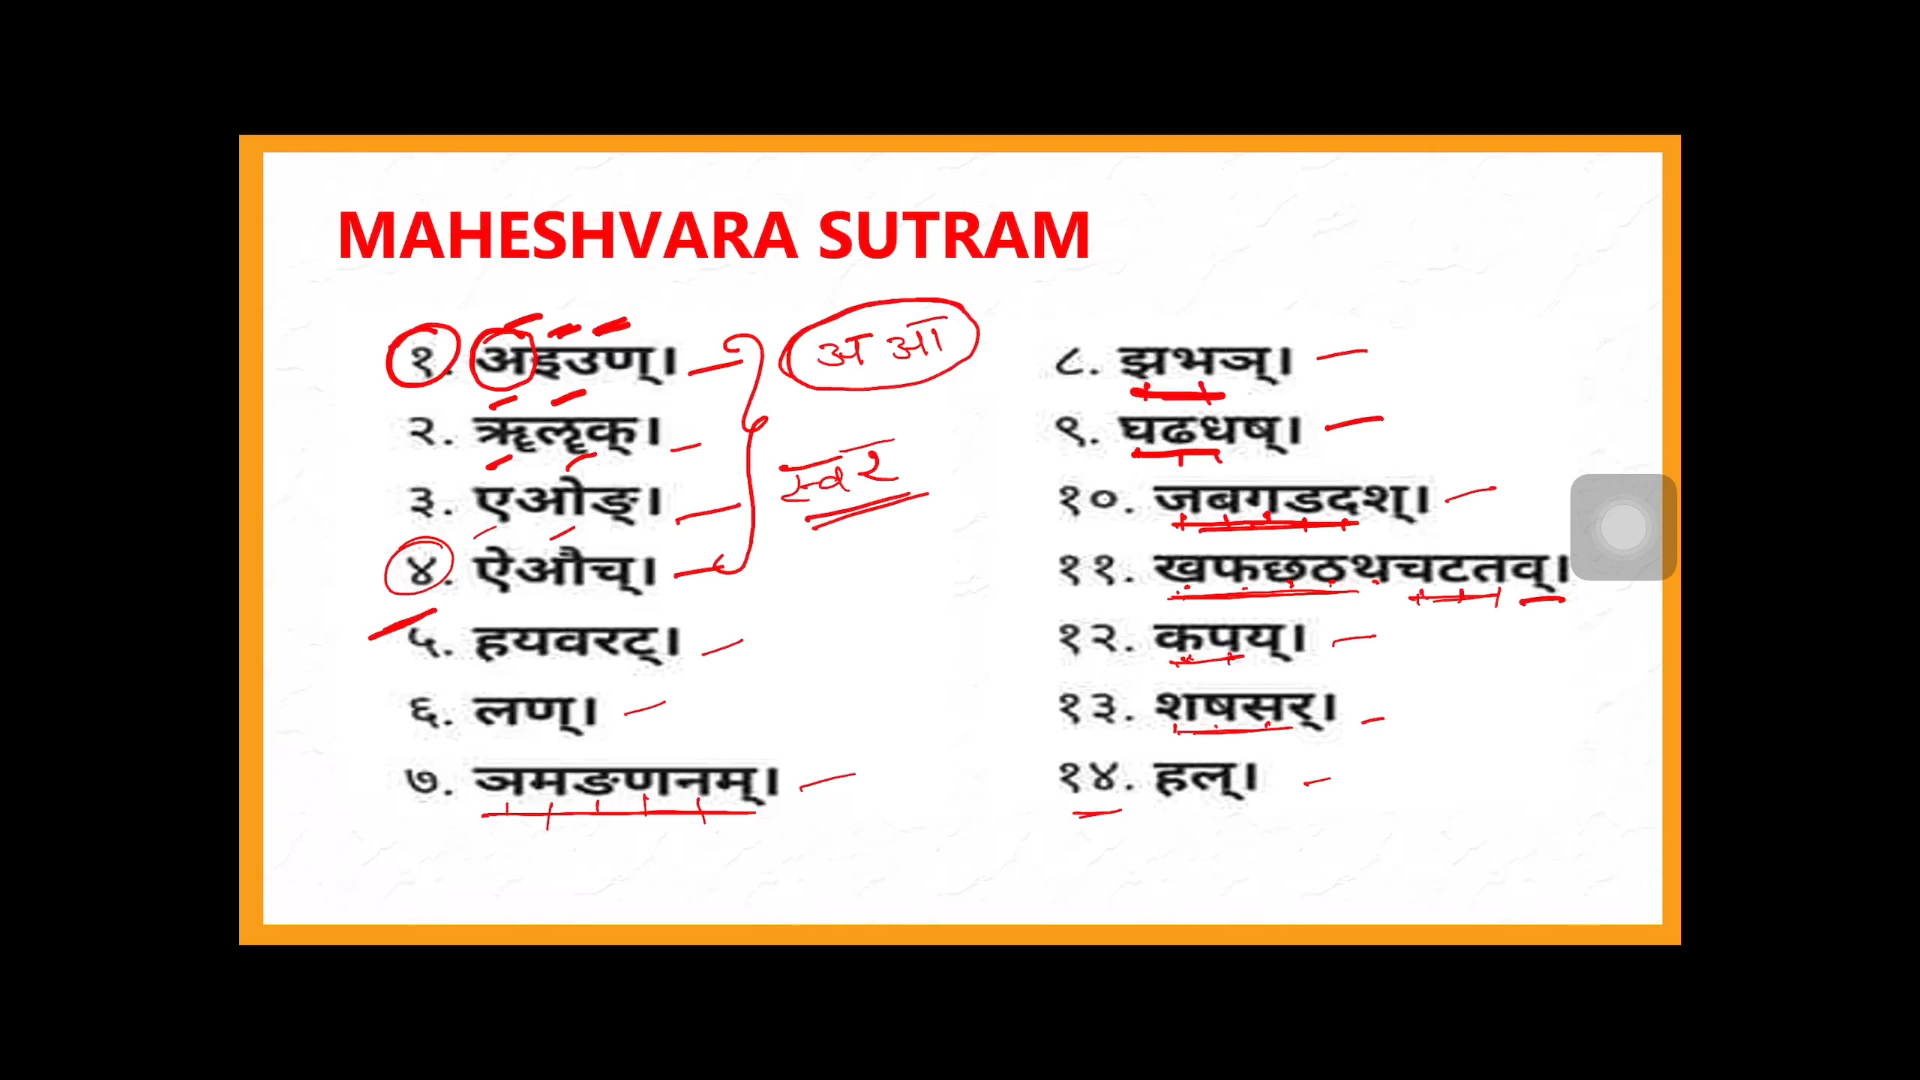 MAHESHVARA SUTRAM
१. अइउण्।
२. ॠलृक्।
३. एओङ्।
४. ऐऔच्।
५. हयवरट्।
६. लण्।
७. ञमङणनम्।
अ आ
स्वर
८. झभञ्।
९. घढधष्।
१०. जबगडदश्।
११. खफछठथचटतव्।
१२. कपय्।
१३. शषसर्।
१४. हल्।